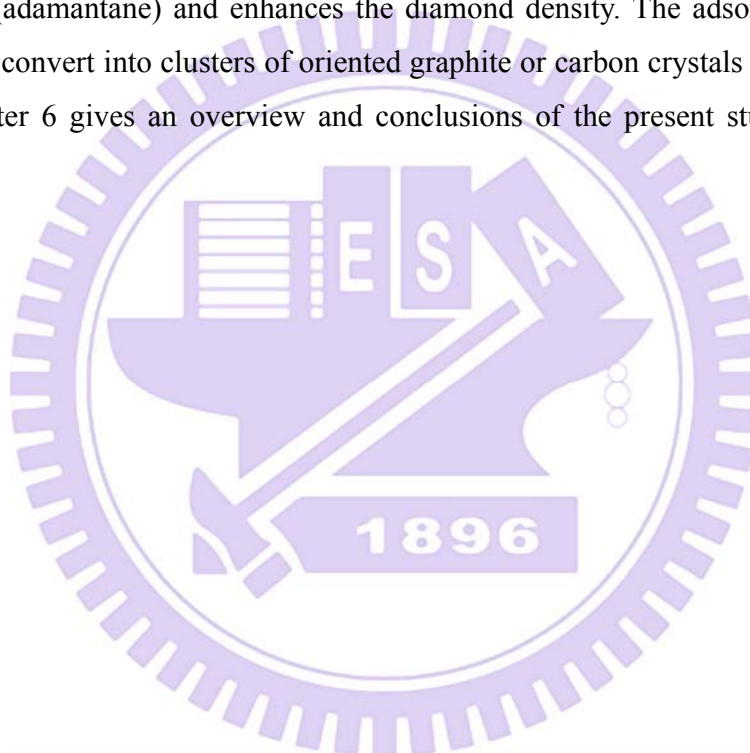 (adamantane) and enhances the diamond density. The adso
convert into clusters of oriented graphite or carbon crystals
ter 6 gives an overview and conclusions of the present stu
E S A
1896